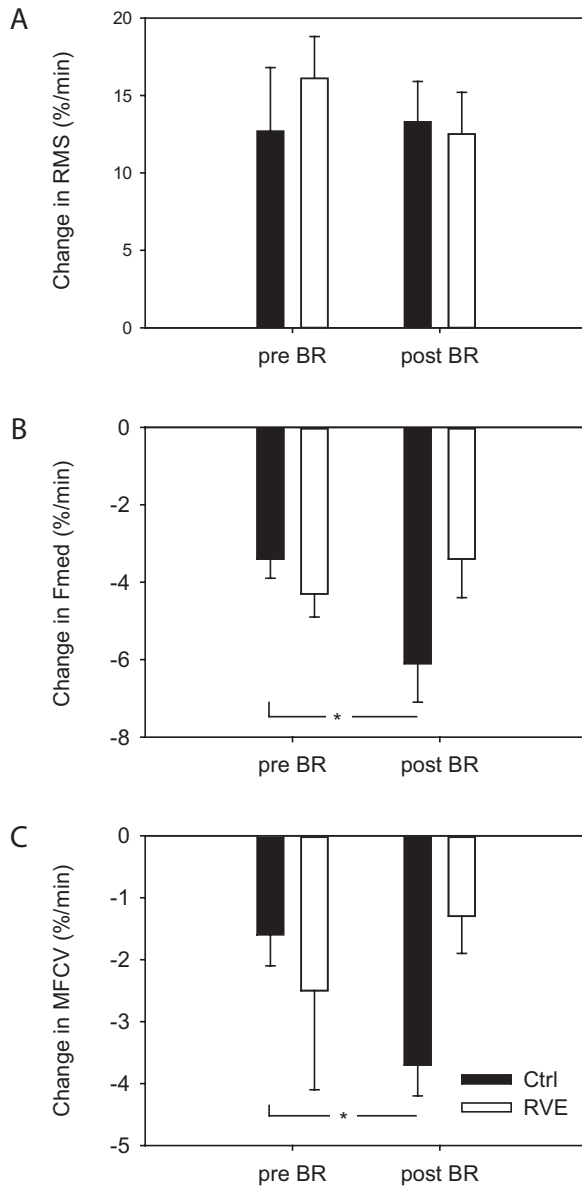 A
Change in RMS (%/min)
20
15
10
5
0
pre BR post BR
B
Change in Fmed (%/min)
0
-2
-4
-6
-8
*
pre BR post BR
C
Change in MFCV (%/min)
0
-1
-2
-3
-4
-5
*
Ctrl
RVE
pre BR post BR